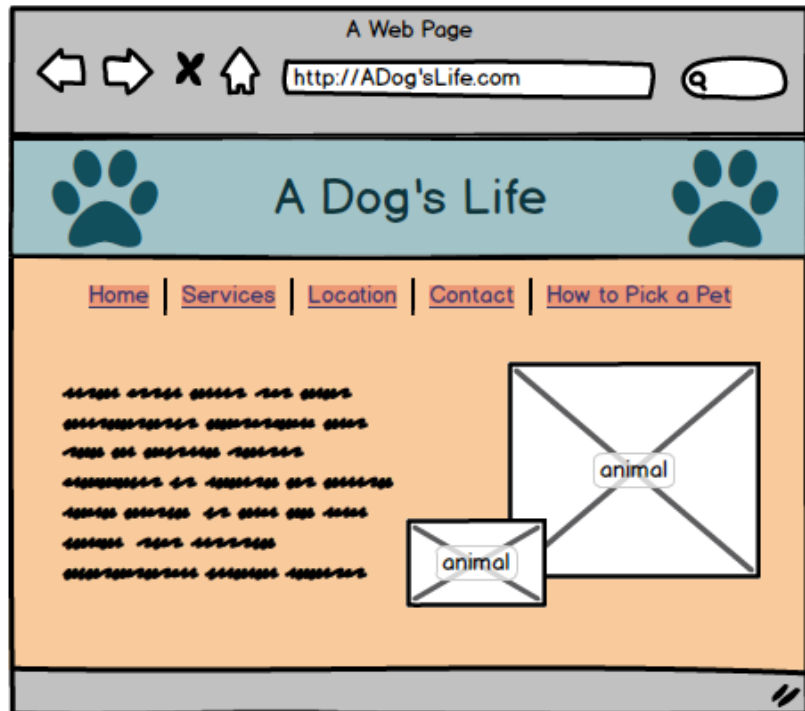 A Web Page
http://ADog'sLife.com
A Dog's Life
Home | Services | Location | Contact | How to Pick a Pet
animal
animal